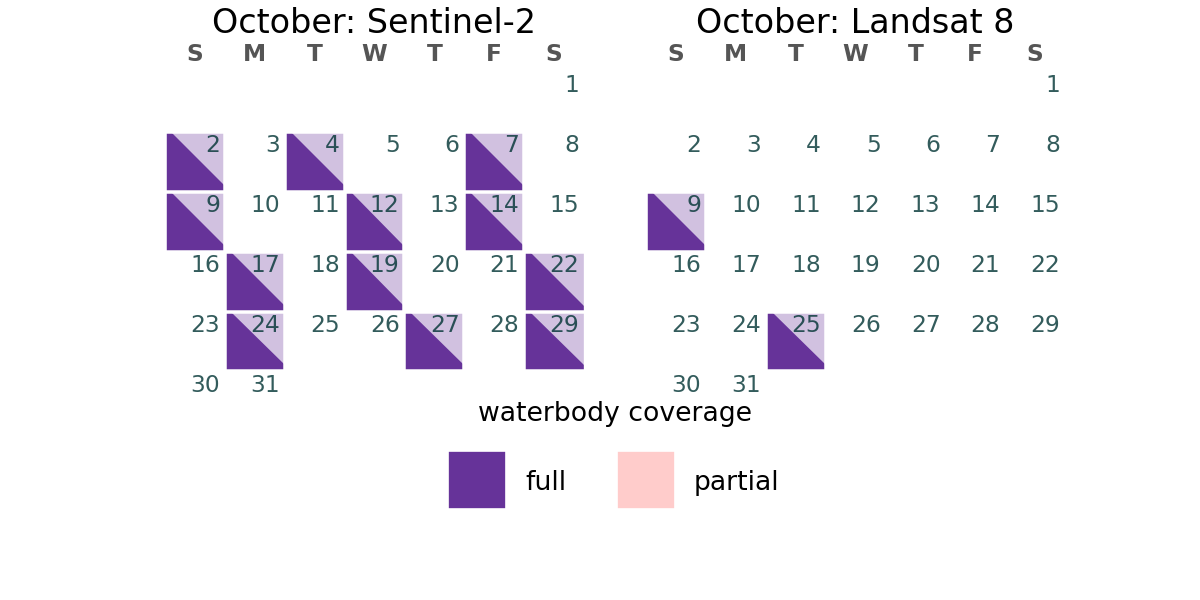 October: Sentinel-2
S M T W T F S
1
2 3 4 5 6 7 8
9 10 11 12 13 14 15
16 17 18 19 20 21 22
23 24 25 26 27 28 29
30 31
October: Landsat 8
S M T W T F S
1
2 3 4 5 6 7 8
9 10 11 12 13 14 15
16 17 18 19 20 21 22
23 24 25 26 27 28 29
30 31
waterbody coverage
full
partial